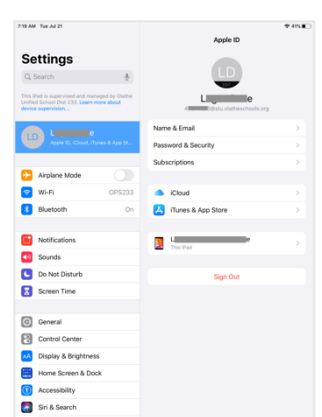 7:19 AM Tue Jul 21
41%
Apple ID
Settings
Search
This iPad is supervised and managed by Olathe
Unified School Dist 233. Learn more about
device supervision...
LD
L e
Apple ID, iCloud, iTunes & App St...
Airplane Mode
Wi-Fi OPS233
Bluetooth On
Notifications
Sounds
Do Not Disturb
Screen Time
General
Control Center
AA Display & Brightness
Home Screen & Dock
Accessibility
Siri & Search
LD
L e
@stu.olatheschools.org
Name & Email
Password & Security
Subscriptions
iCloud
iTunes & App Store
L e
This iPad
Sign Out